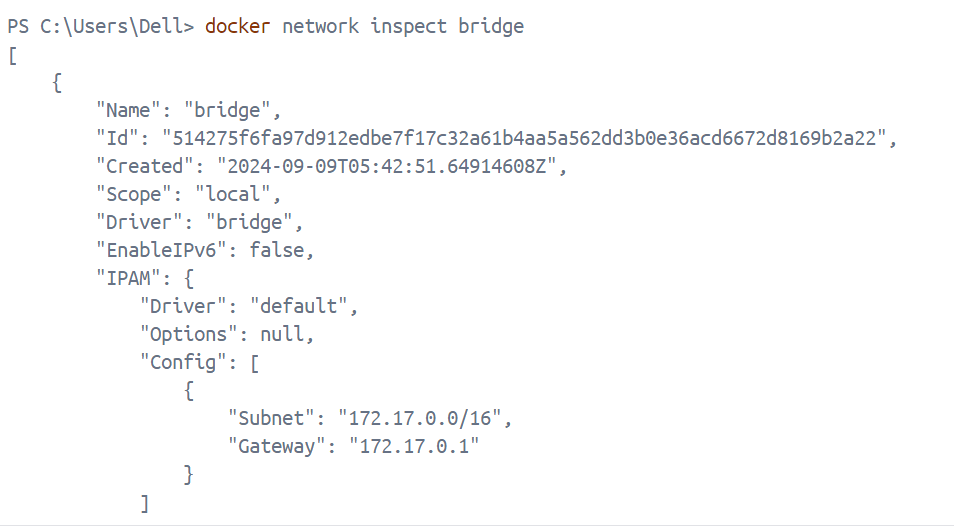 PS C:\Users\Dell> docker network inspect bridge
[
    {
        "Name": "bridge",
        "Id": "514275f6fa97d912edbe7f17c32a61b4aa5a562dd3b0e36acd6672d8169b2a22",
        "Created": "2024-09-09T05:42:51.64914608Z",
        "Scope": "local",
        "Driver": "bridge",
        "EnableIPv6": false,
        "IPAM": {
            "Driver": "default",
            "Options": null,
            "Config": [
                {
                    "Subnet": "172.17.0.0/16",
                    "Gateway": "172.17.0.1"
                }
            ]